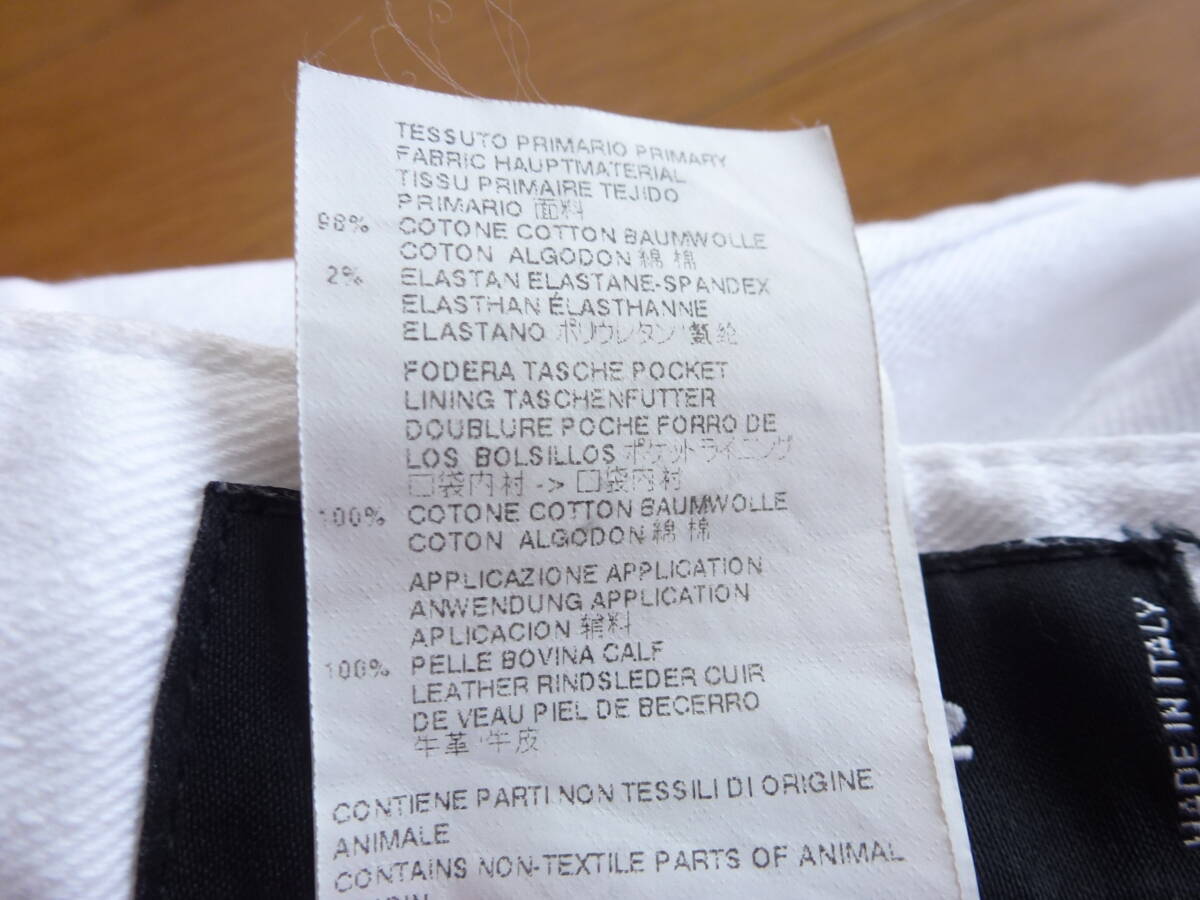 TESSUTO PRIMARIO PRIMARY
FABRIC HAUPTMATERIAL
TISSU PRIMAIRE TEJIDO
PRIMARIO 面料
98% COTONE COTTON BAUMWOLLE
COTON ALGODON 綿 棉
2% ELASTAN ELASTANE-SPANDEX
ELASTHAN ÉLASTHANNE
ELASTANO ポリウレタン 氨纶
FODERA TASCHE POCKET
LINING TASCHENFUTTER
DOUBLURE POCHE FORRO DE
LOS BOLSILLOS ポケットライニング
口袋内衬 -> 口袋内衬
100% COTONE COTTON BAUMWOLLE
COTON ALGODON 綿 棉
APPLICAZIONE APPLICATION
ANWENDUNG APPLICATION
APLICACION 辅料
100% PELLE BOVINA CALF
LEATHER RINDSLEDER CUIR
DE VEAU PIEL DE BECERRO
牛革 牛皮
CONTIENE PARTI NON TESSILI DI ORIGINE
ANIMALE
CONTAINS NON-TEXTILE PARTS OF ANIMAL
MADE IN ITALY